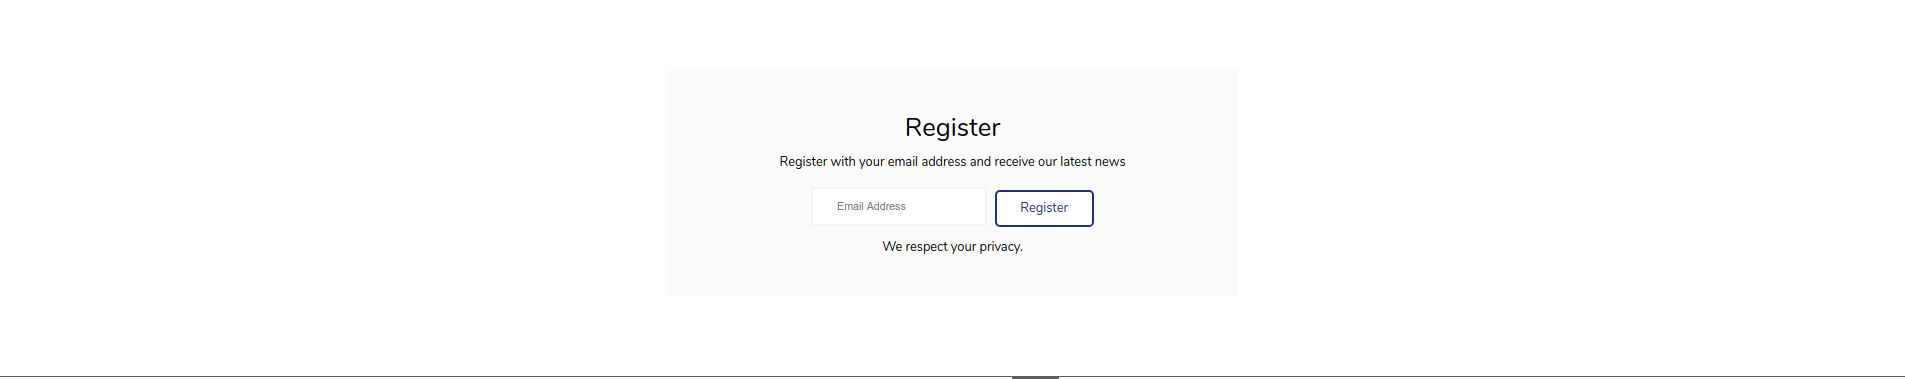 Register
Register with your email address and receive our latest news
Email Address
Register
We respect your privacy.